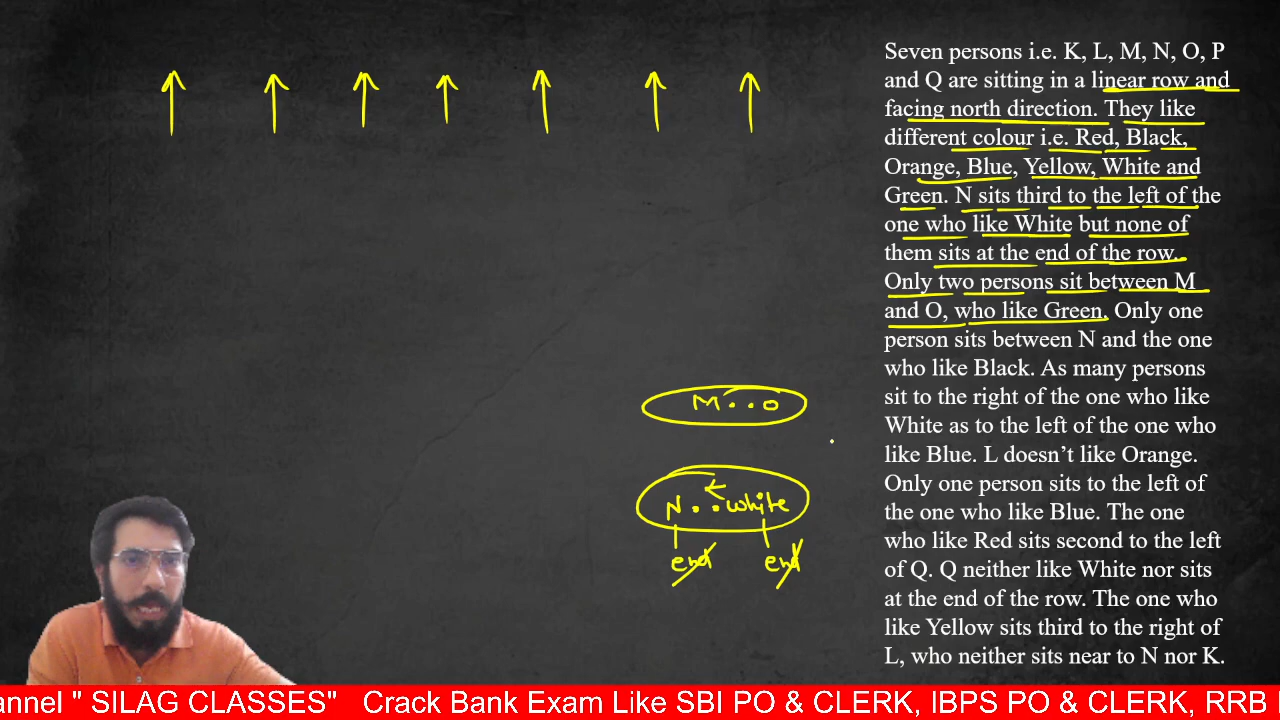 Seven persons i.e. K, L, M, N, O, P
and Q are sitting in a linear row and
facing north direction. They like
different colour i.e. Red, Black,
Orange, Blue, Yellow, White and
Green. N sits third to the left of the
one who like White but none of
them sits at the end of the row.
Only two persons sit between M
and O, who like Green. Only one
person sits between N and the one
who like Black. As many persons
sit to the right of the one who like
White as to the left of the one who
like Blue. L doesn’t like Orange.
Only one person sits to the left of
the one who like Blue. The one
who like Red sits second to the left
of Q. Q neither like White nor sits
at the end of the row. The one who
like Yellow sits third to the right of
L, who neither sits near to N nor K.
M . . O
N . . white
end end
annel " SILAG CLASSES" Crack Bank Exam Like SBI PO & CLERK, IBPS PO & CLERK, RRB